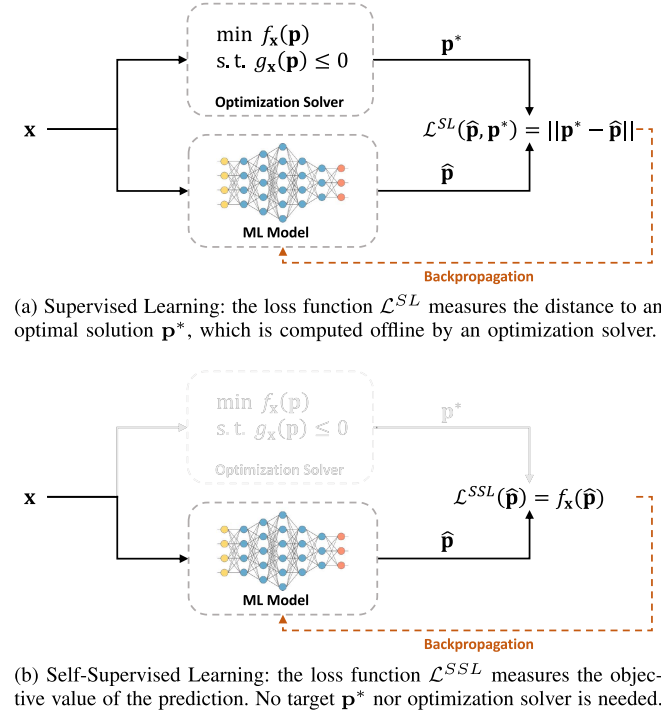 min f_x(p)
s.t. g_x(p) ≤ 0
Optimization Solver
p*
x
L^SL(p̂, p*) = ||p* − p̂||
p̂
ML Model
Backpropagation
(a) Supervised Learning: the loss function L^SL measures the distance to an
optimal solution p*, which is computed offline by an optimization solver.
min f_x(p)
s.t. g_x(p) ≤ 0
Optimization Solver
p*
x
L^SSL(p̂) = f_x(p̂)
p̂
ML Model
Backpropagation
(b) Self-Supervised Learning: the loss function L^SSL measures the objec-
tive value of the prediction. No target p* nor optimization solver is needed.